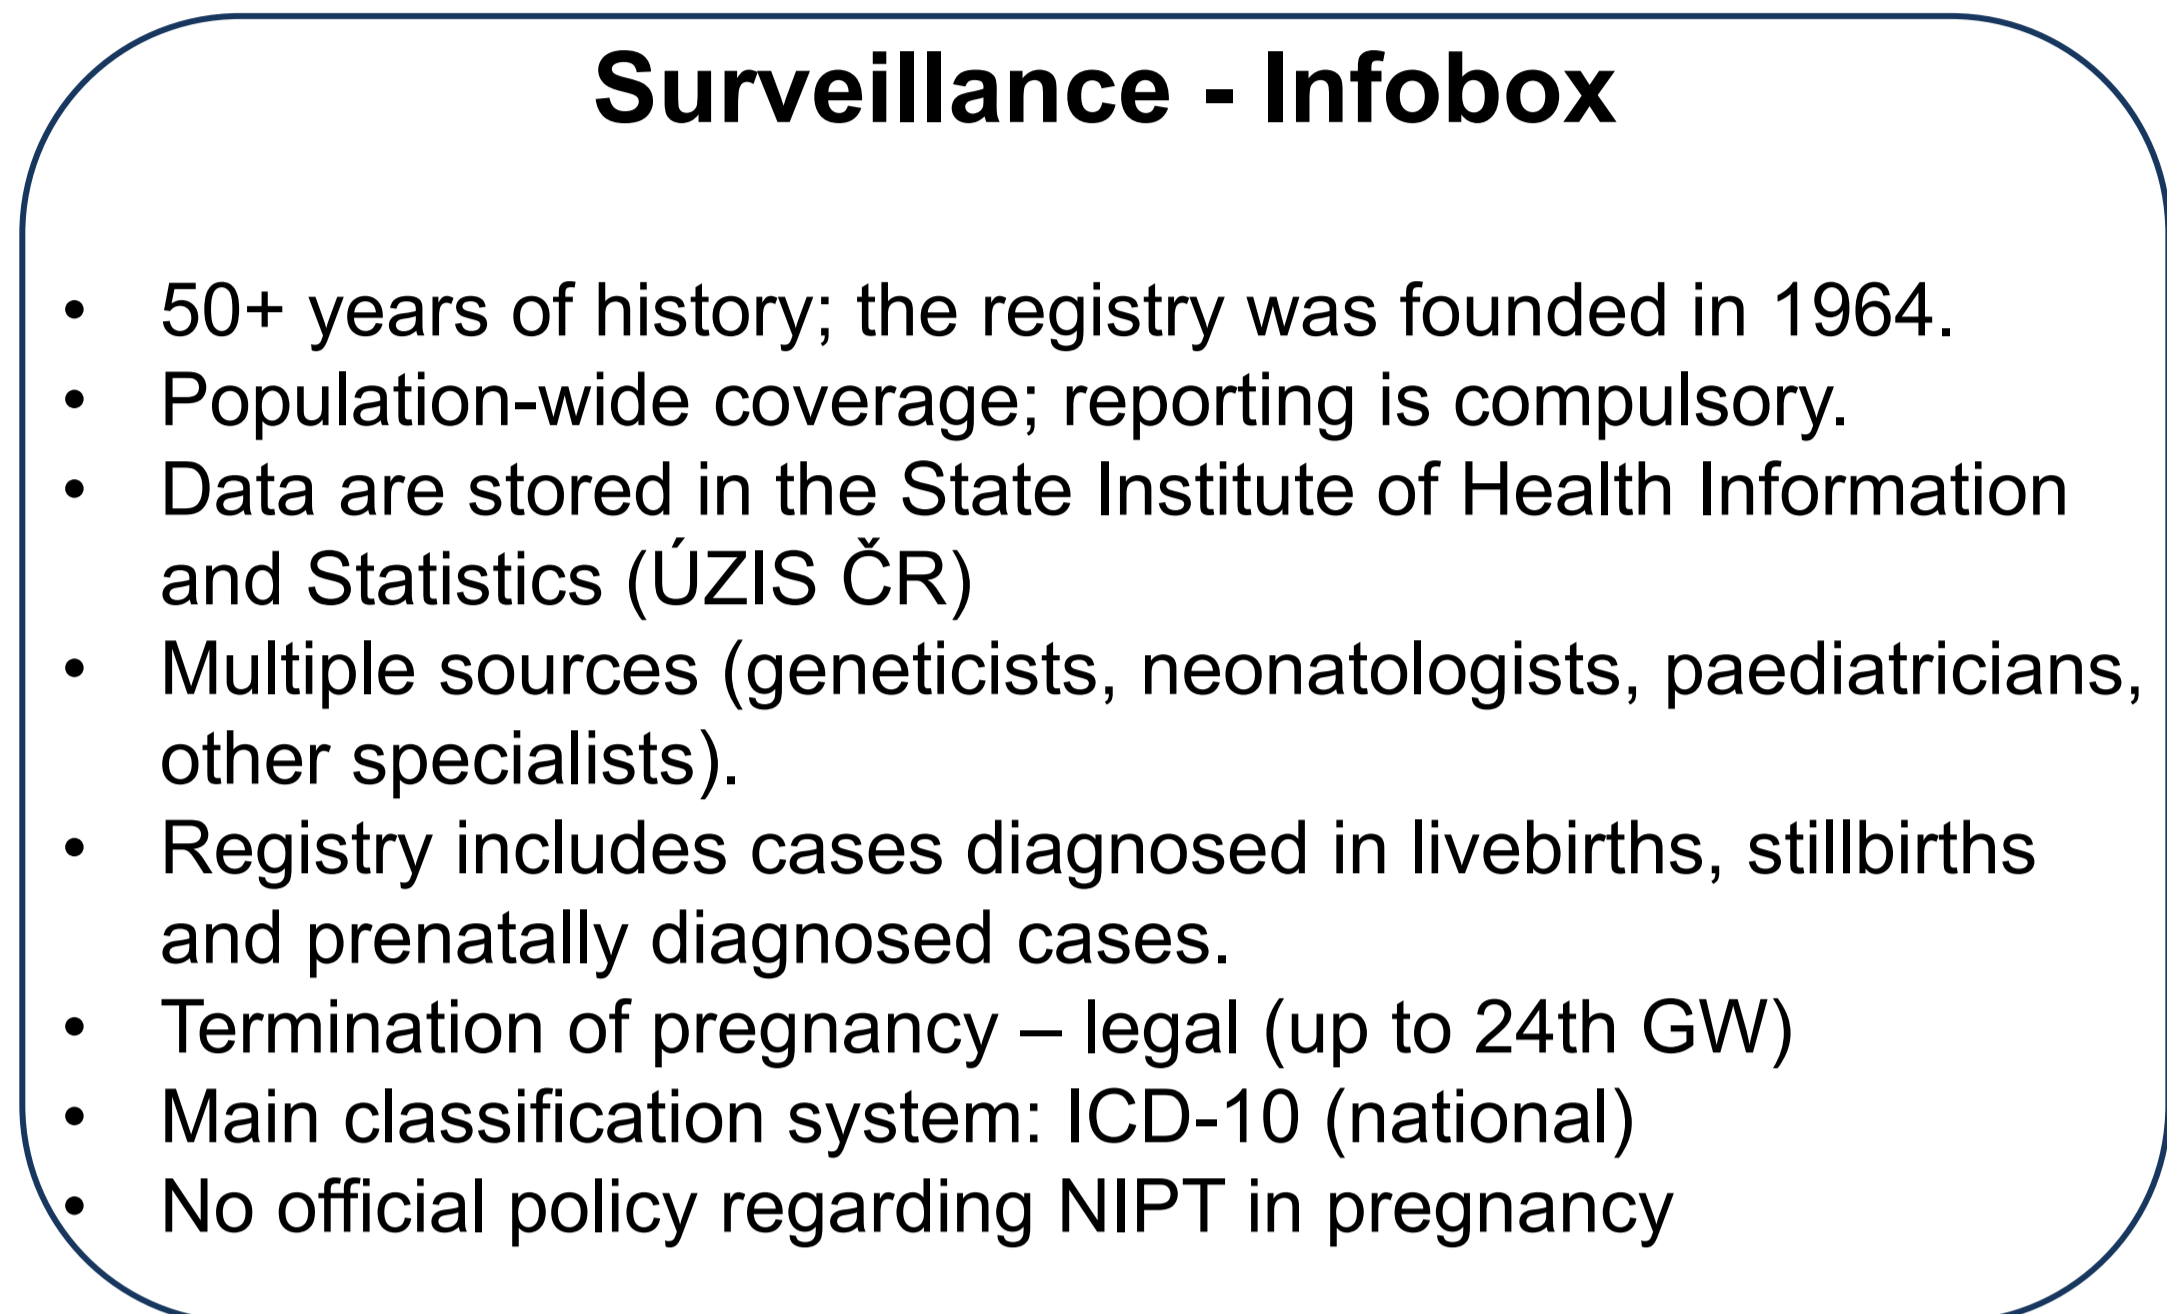 Surveillance - Infobox
• 50+ years of history; the registry was founded in 1964.
• Population-wide coverage; reporting is compulsory.
• Data are stored in the State Institute of Health Information
and Statistics (ÚZIS ČR)
• Multiple sources (geneticists, neonatologists, paediatricians,
other specialists).
• Registry includes cases diagnosed in livebirths, stillbirths
and prenatally diagnosed cases.
• Termination of pregnancy – legal (up to 24th GW)
• Main classification system: ICD-10 (national)
• No official policy regarding NIPT in pregnancy